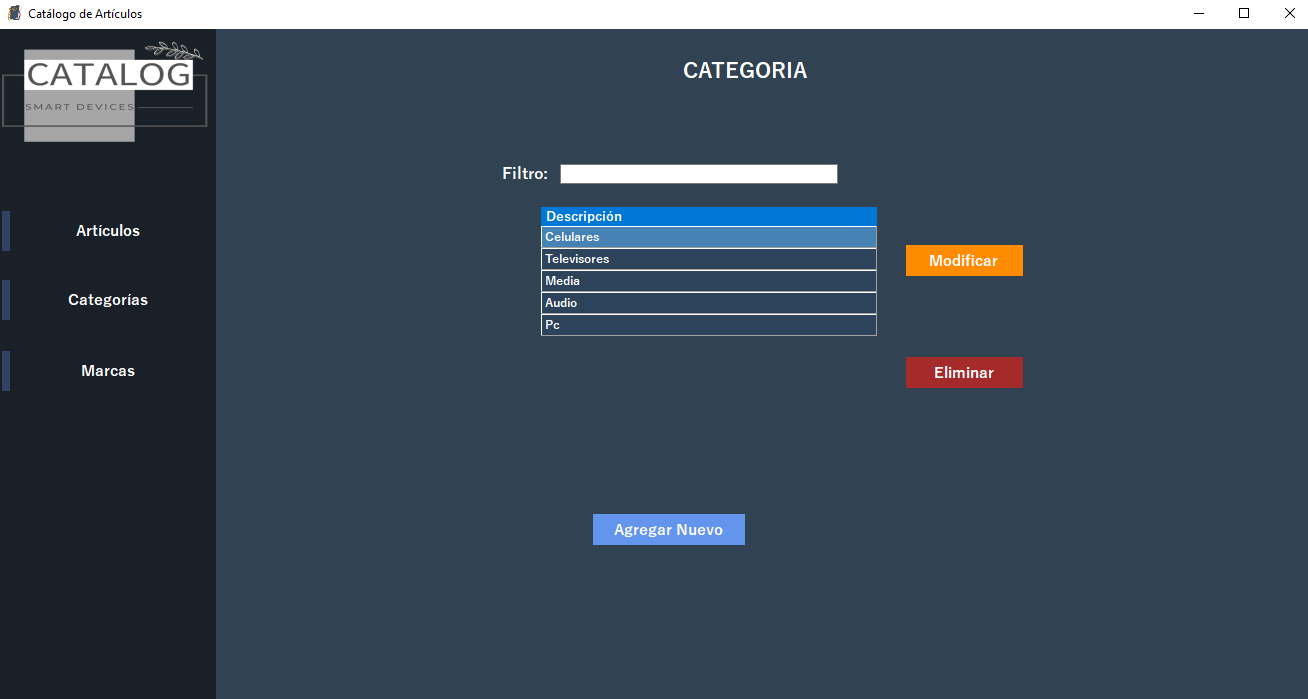 Catálogo de Artículos
CATALOG
SMART DEVICES
Artículos
Categorías
Marcas
CATEGORIA
Filtro:
Descripción
Celulares
Televisores
Media
Audio
Pc
Modificar
Eliminar
Agregar Nuevo